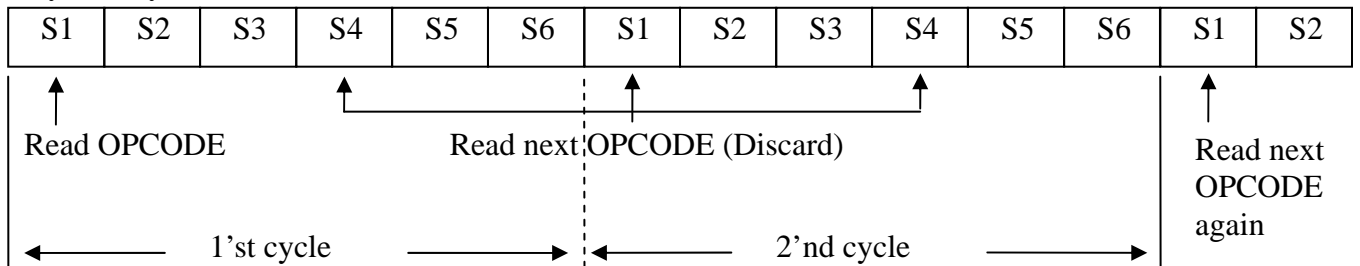 S1 S2 S3 S4 S5 S6 S1 S2 S3 S4 S5 S6 S1 S2
Read OPCODE
Read next OPCODE (Discard)
Read next
OPCODE
again
1'st cycle
2'nd cycle